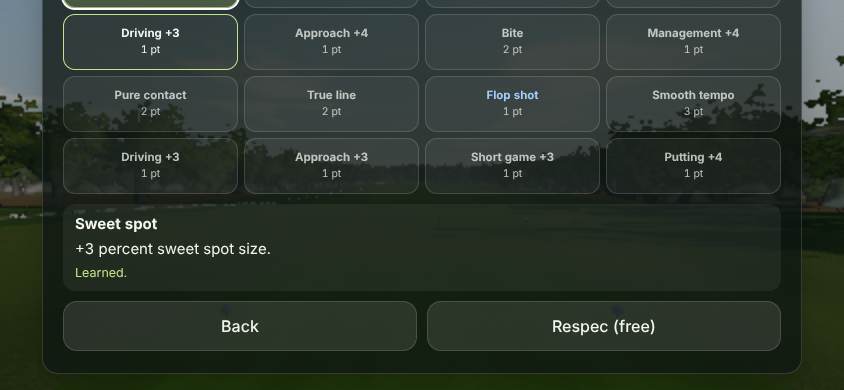 Driving +3
1 pt
Approach +4
1 pt
Bite
2 pt
Management +4
1 pt
Pure contact
2 pt
True line
2 pt
Flop shot
1 pt
Smooth tempo
3 pt
Driving +3
1 pt
Approach +3
1 pt
Short game +3
1 pt
Putting +4
1 pt
Sweet spot
+3 percent sweet spot size.
Learned.
Back
Respec (free)